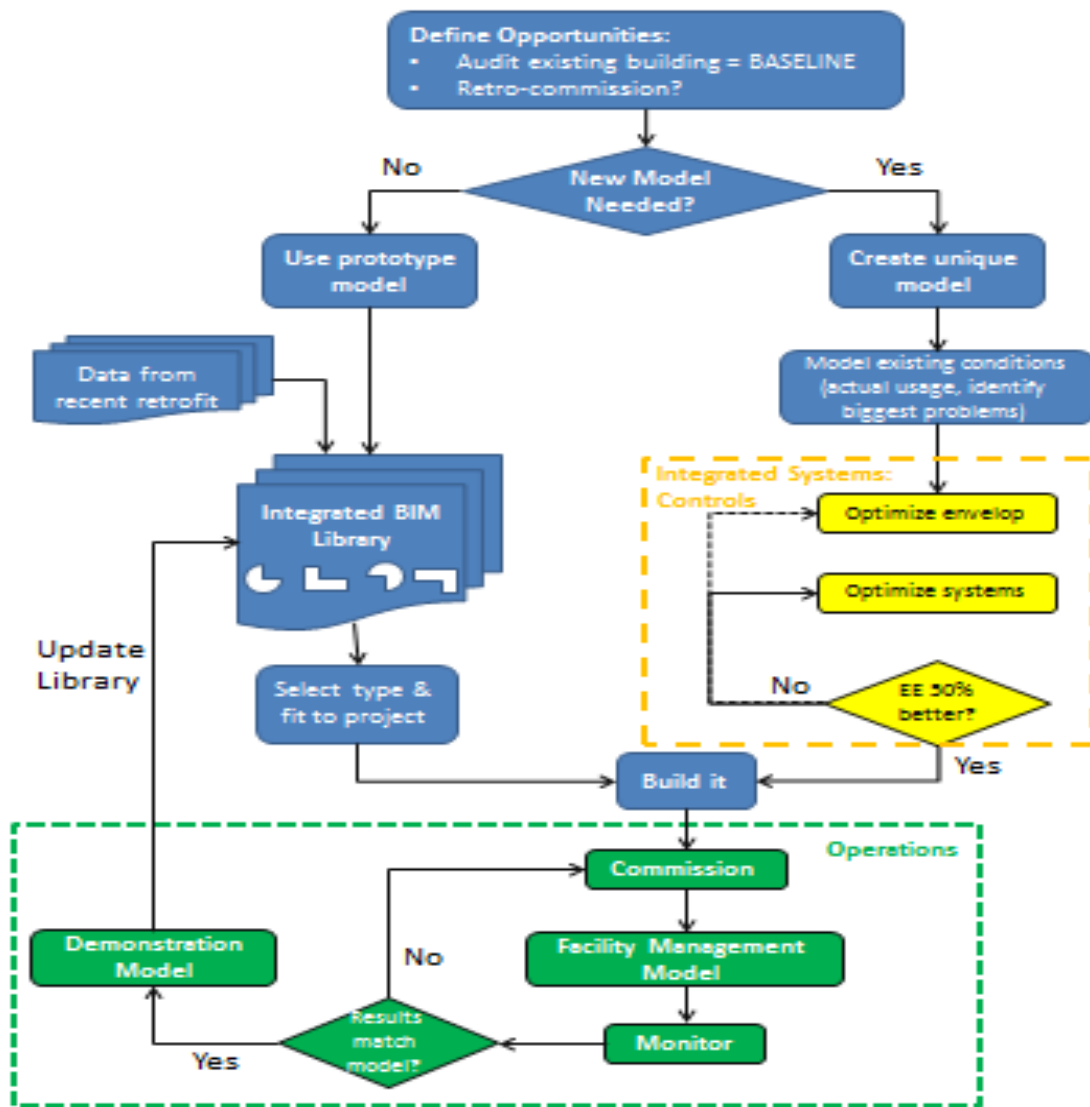 Define Opportunities:
• Audit existing building = BASELINE
• Retro-commission?
No
Yes
New Model
Needed?
Use prototype
model
Create unique
model
Data from
recent retrofit
Model existing conditions
(actual usage, identify
biggest problems)
Integrated Systems:
Controls
Integrated BIM
Library
Optimize envelop
Optimize systems
Update
Library
Select type &
fit to project
No
EE 50%
better?
Yes
Build it
Operations
Commission
Demonstration
Model
No
Facility Management
Model
Results
match
model?
Monitor
Yes